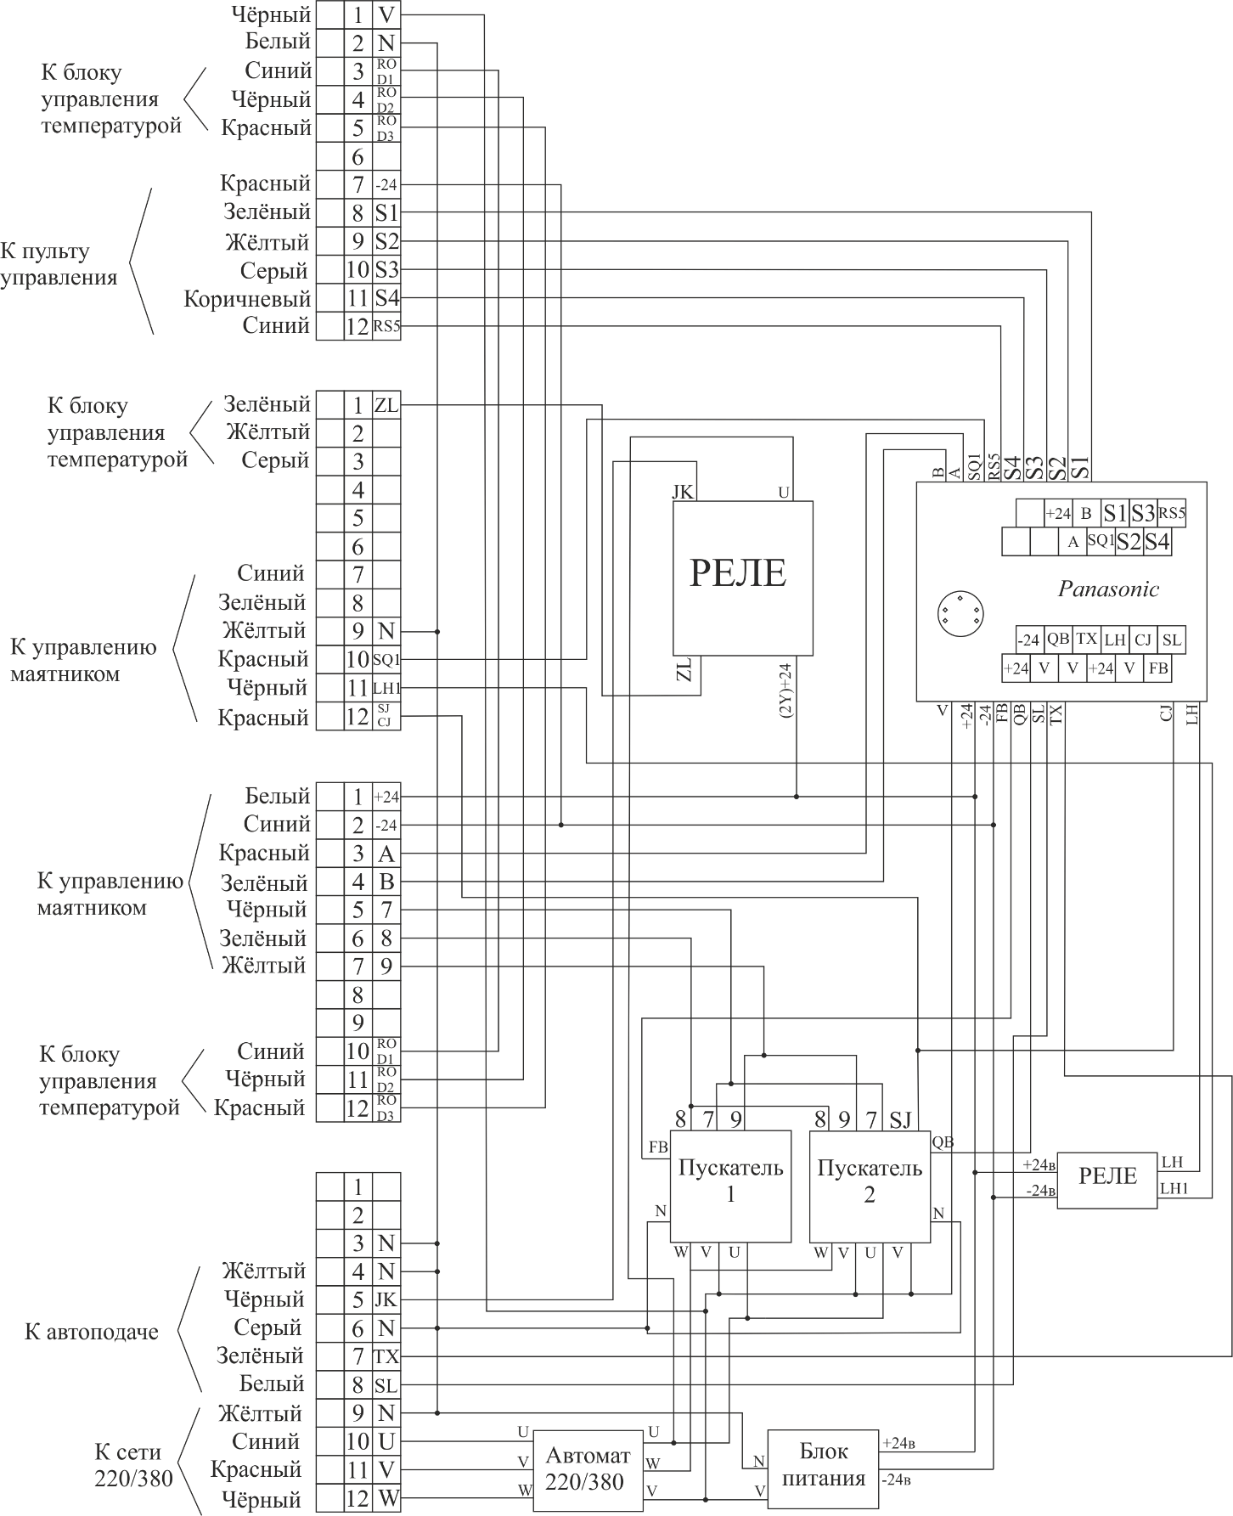 Чёрный 1 V
Белый 2 N
К блоку
управления
температурой
Синий 3 RO D1
Чёрный 4 RO D2
Красный 5 RO D3
6
К пульту
управления
Красный 7 -24
Зелёный 8 S1
Жёлтый 9 S2
Серый 10 S3
Коричневый 11 S4
Синий 12 RS5
К блоку
управления
температурой
Зелёный 1 ZL
Жёлтый 2
Серый 3
4
5
6
К управлению
маятником
Синий 7
Зелёный 8
Жёлтый 9 N
Красный 10 SQ1
Чёрный 11 LH1
Красный 12 SJ CJ
К управлению
маятником
Белый 1 +24
Синий 2 -24
Красный 3 A
Зелёный 4 B
Чёрный 5 7
Зелёный 6 8
Жёлтый 7 9
8
9
К блоку
управления
температурой
Синий 10 RO D1
Чёрный 11 RO D2
Красный 12 RO D3
1
2
3 N
К автоподаче
Жёлтый 4 N
Чёрный 5 JK
Серый 6 N
Зелёный 7 TX
Белый 8 SL
К сети
220/380
Жёлтый 9 N
Синий 10 U
Красный 11 V
Чёрный 12 W
JK U
РЕЛЕ
ZL (2Y)+24
B A SQ1 RS5 S4 S3 S2 S1
+24 B S1 S3 RS5
A SQ1 S2 S4
Panasonic
-24 QB TX LH CJ SL
+24 V V +24 V FB
V +24 -24 FB QB SL TX CJ LH
8 7 9
FB
Пускатель
1
N
W V U
8 9 7 SJ
QB
Пускатель
2
N
W V U V
+24в
-24в
РЕЛЕ
LH
LH1
U
V
W
Автомат
220/380
U
W
V
N
V
Блок
питания
+24в
-24в